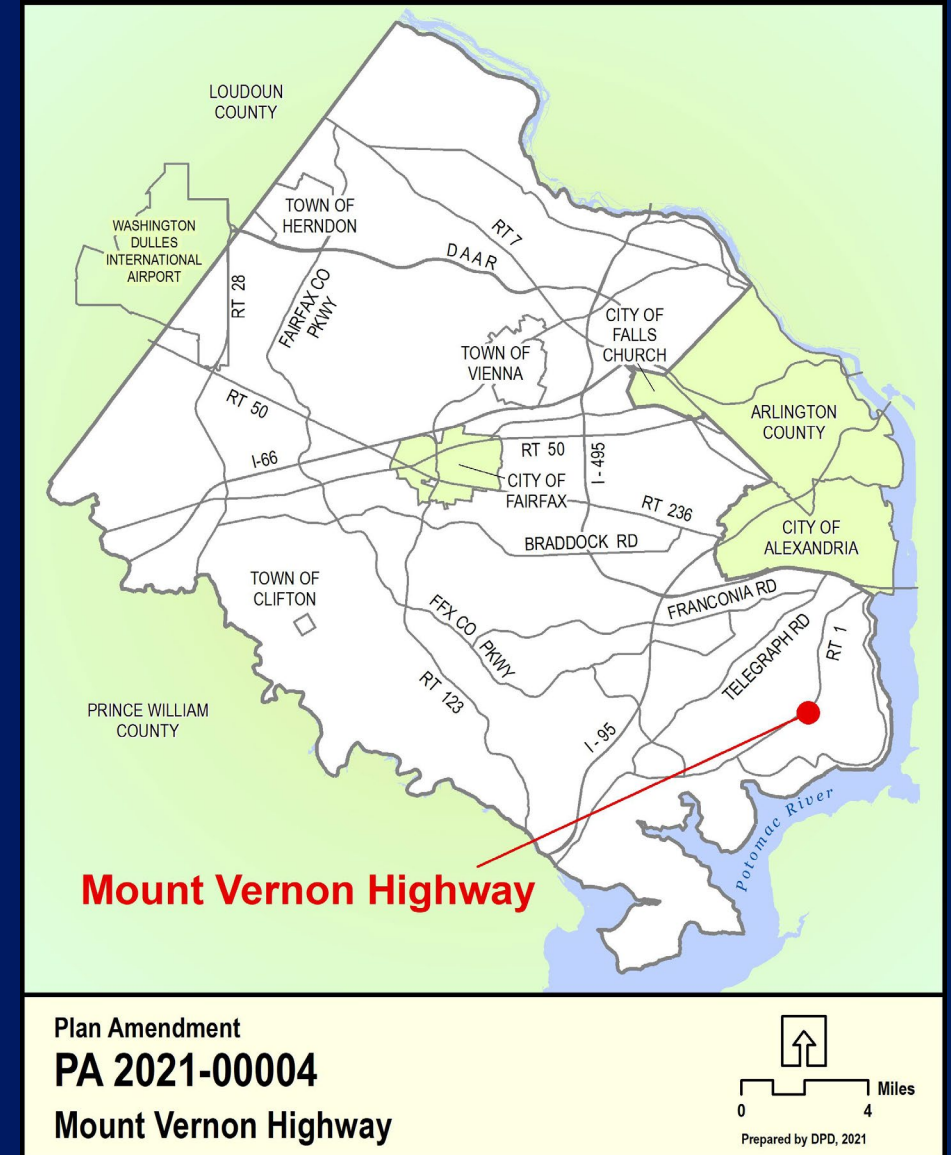 LOUDOUN
COUNTY
WASHINGTON
DULLES
INTERNATIONAL
AIRPORT
TOWN OF
HERNDON
RT 7
DAAR
RT 28
FAIRFAX CO
PKWY
CITY OF
FALLS
CHURCH
TOWN OF
VIENNA
RT 50
ARLINGTON
COUNTY
I-66
RT 50
I-495
CITY OF
FAIRFAX
RT 236
BRADDOCK RD
CITY OF
ALEXANDRIA
TOWN OF
CLIFTON
FRANCONIA RD
FFX CO PKWY
TELEGRAPH RD
RT 1
RT 123
PRINCE WILLIAM
COUNTY
I-95
Potomac River
Mount Vernon Highway
Plan Amendment
PA 2021-00004
Mount Vernon Highway
Miles
0 4
Prepared by DPD, 2021